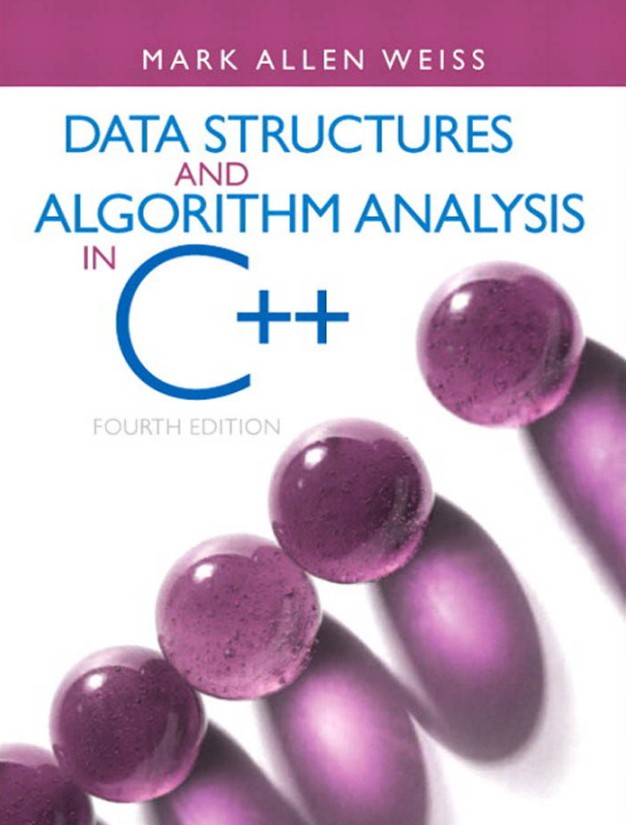 MARK ALLEN WEISS
DATA STRUCTURES
AND
ALGORITHM ANALYSIS
IN
C++
FOURTH EDITION